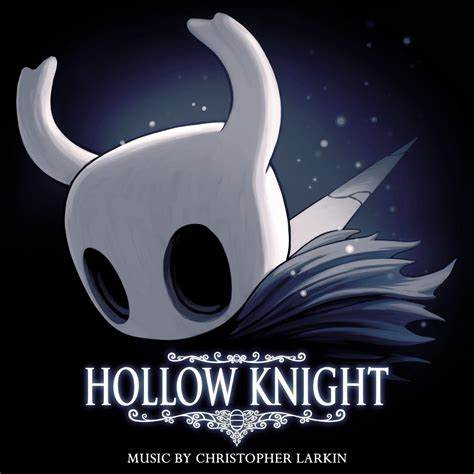 HOLLOW KNIGHT
MUSIC BY CHRISTOPHER LARKIN